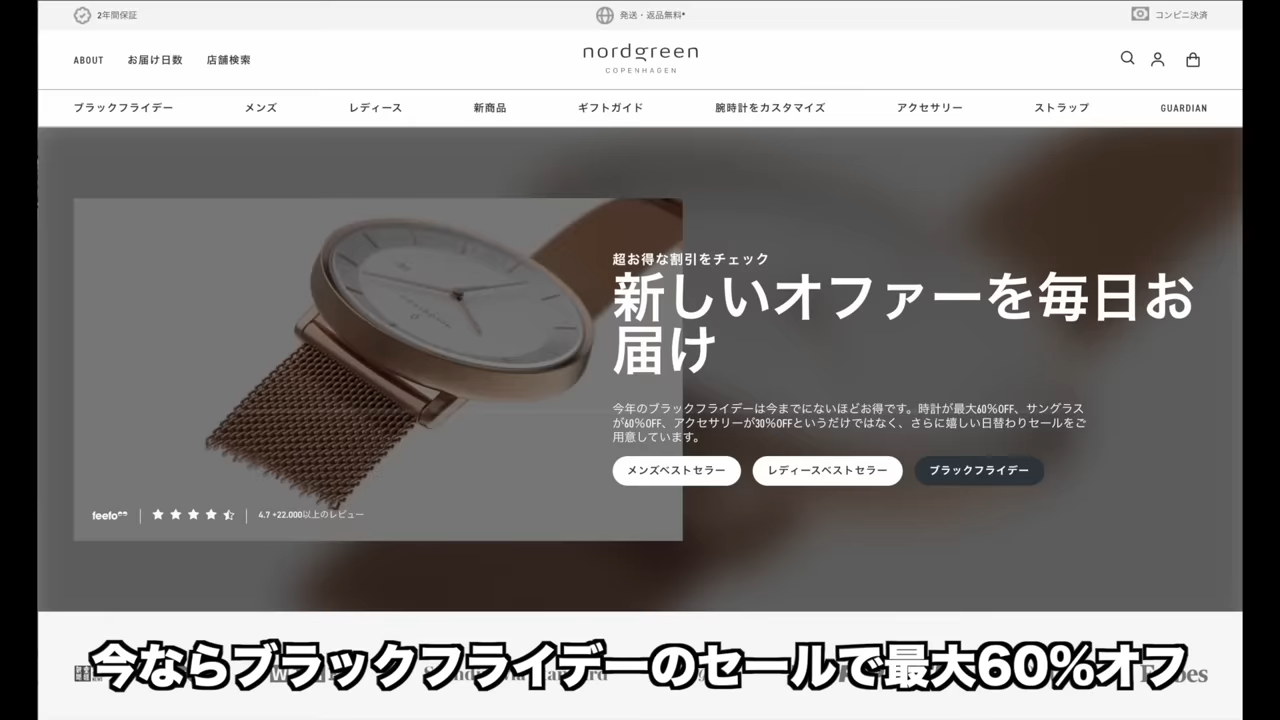 2年間保証
発送・返品無料*
コンビニ決済
ABOUT お届け日数 店舗検索
nordgreen
COPENHAGEN
ブラックフライデー メンズ レディース 新商品 ギフトガイド 腕時計をカスタマイズ アクセサリー ストラップ GUARDIAN
超お得な割引をチェック
新しいオファーを毎日お
届け
今年のブラックフライデーは今までにないほどお得です。時計が最大60%OFF、サングラス
が60%OFF、アクセサリーが30%OFFというだけではなく、さらに嬉しい日替わりセールをご
用意しています。
メンズベストセラー レディースベストセラー ブラックフライデー
feefo 4.7 +22.000以上のレビュー
今ならブラックフライデーのセールで最大60%オフ